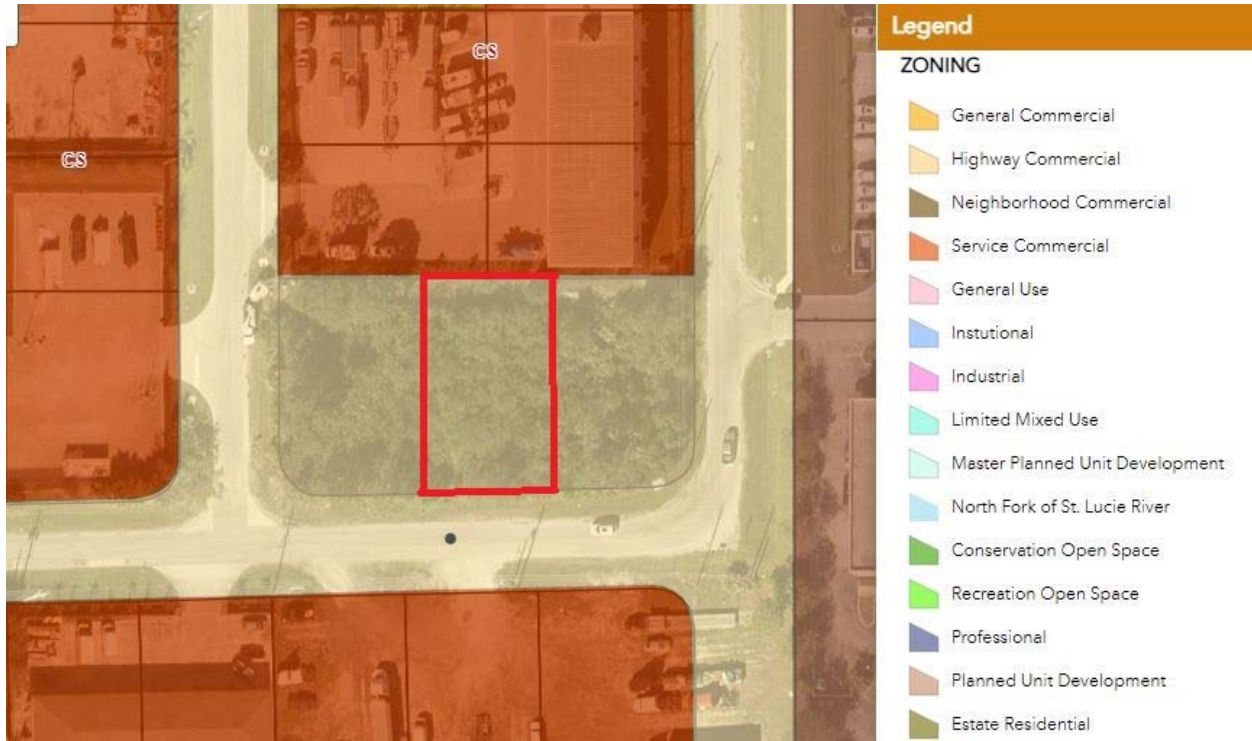 CS
CS
Legend
ZONING
General Commercial
Highway Commercial
Neighborhood Commercial
Service Commercial
General Use
Instutional
Industrial
Limited Mixed Use
Master Planned Unit Development
North Fork of St. Lucie River
Conservation Open Space
Recreation Open Space
Professional
Planned Unit Development
Estate Residential